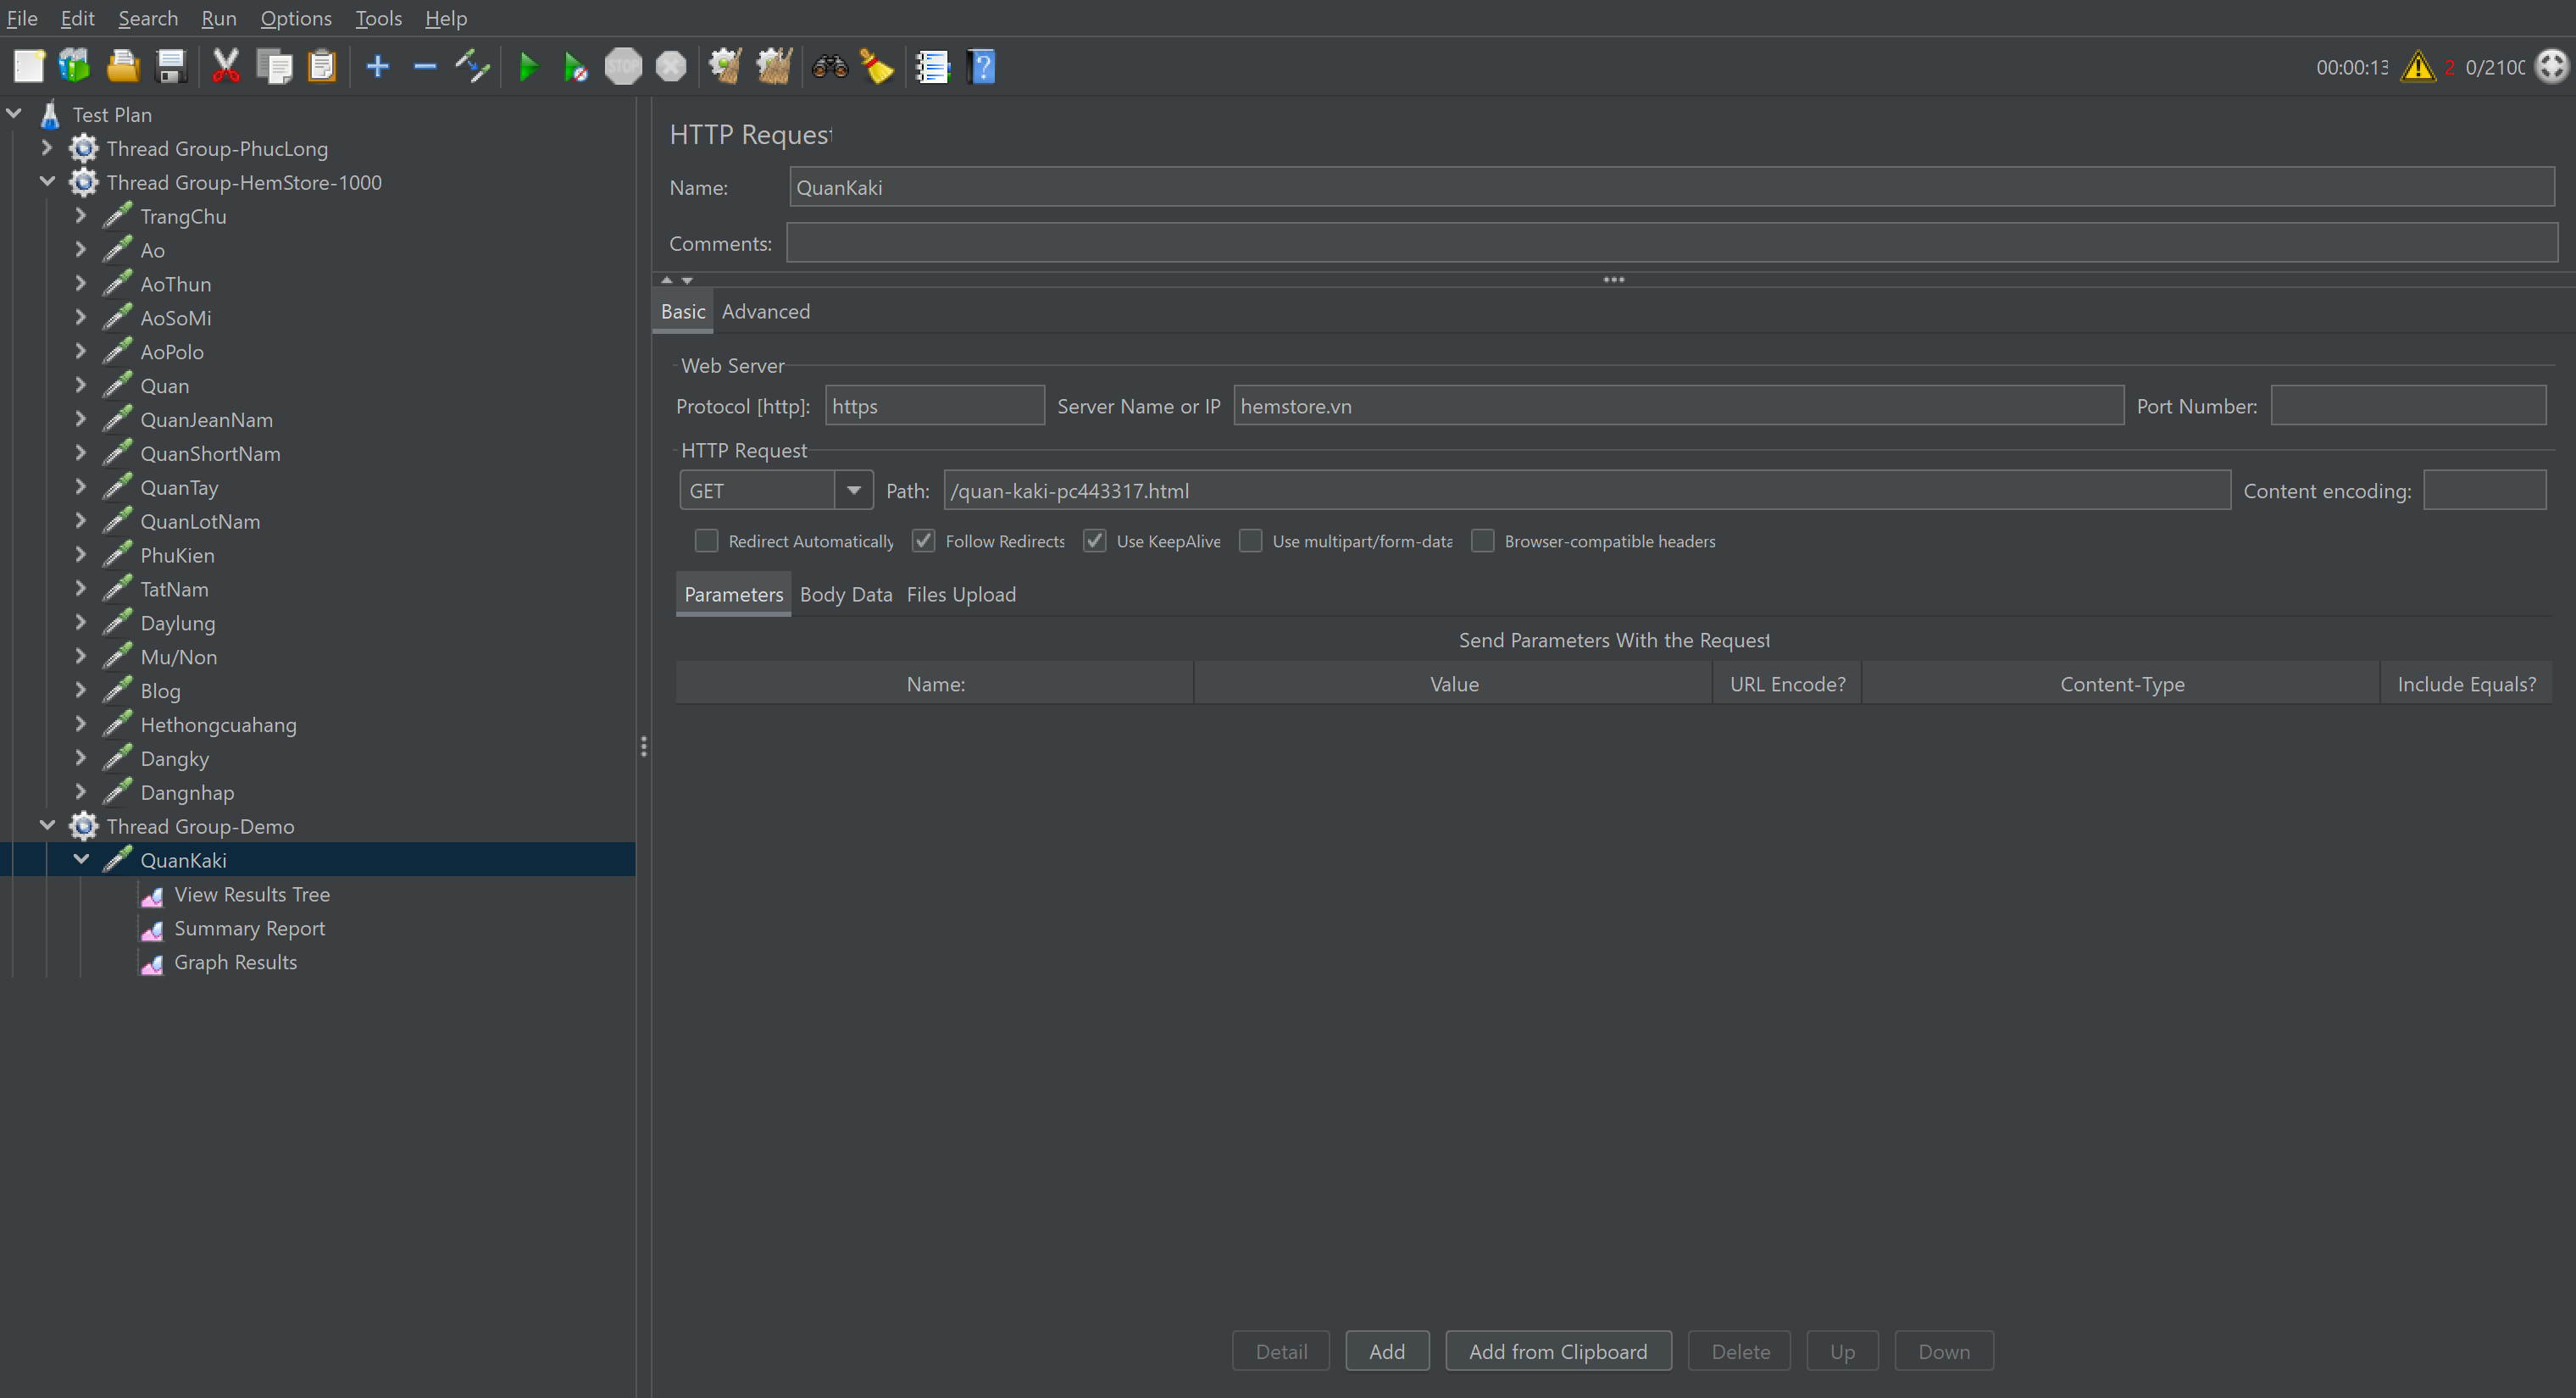 File Edit Search Run Options Tools Help
STOP
00:00:13 2 0/2100
Test Plan
Thread Group-PhucLong
Thread Group-HemStore-1000
TrangChu
Ao
AoThun
AoSoMi
AoPolo
Quan
QuanJeanNam
QuanShortNam
QuanTay
QuanLotNam
PhuKien
TatNam
Daylung
Mu/Non
Blog
Hethongcuahang
Dangky
Dangnhap
Thread Group-Demo
QuanKaki
View Results Tree
Summary Report
Graph Results
HTTP Request
Name: QuanKaki
Comments:
Basic Advanced
Web Server
Protocol [http]: https Server Name or IP hemstore.vn Port Number:
HTTP Request
GET Path: /quan-kaki-pc443317.html Content encoding:
Redirect Automatically Follow Redirects Use KeepAlive Use multipart/form-data Browser-compatible headers
Parameters Body Data Files Upload
Send Parameters With the Request
Name: Value URL Encode? Content-Type Include Equals?
Detail Add Add from Clipboard Delete Up Down